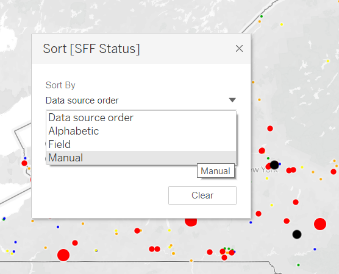 Sort [SFF Status]
Sort By
Data source order
Data source order
Alphabetic
Field
Manual
Manual
Clear